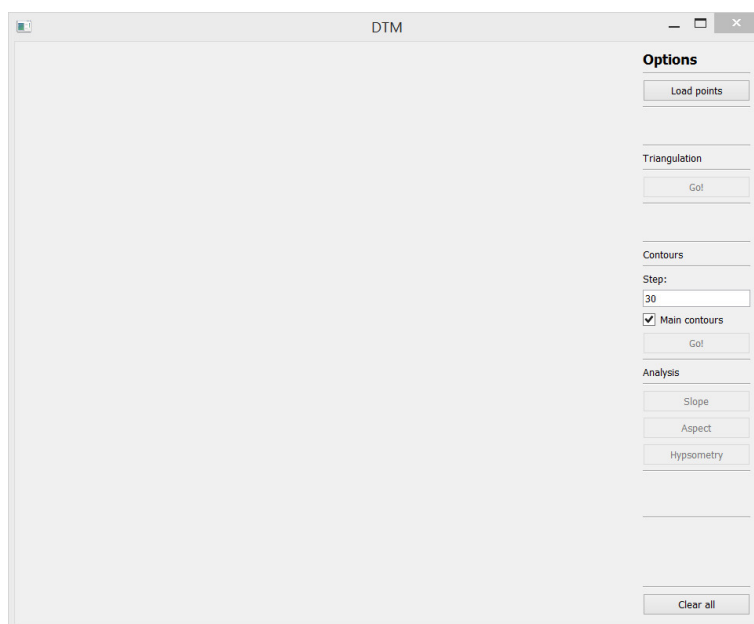 DTM
Options
Load points
Triangulation
Go!
Contours
Step:
30
Main contours
Go!
Analysis
Slope
Aspect
Hypsometry
Clear all